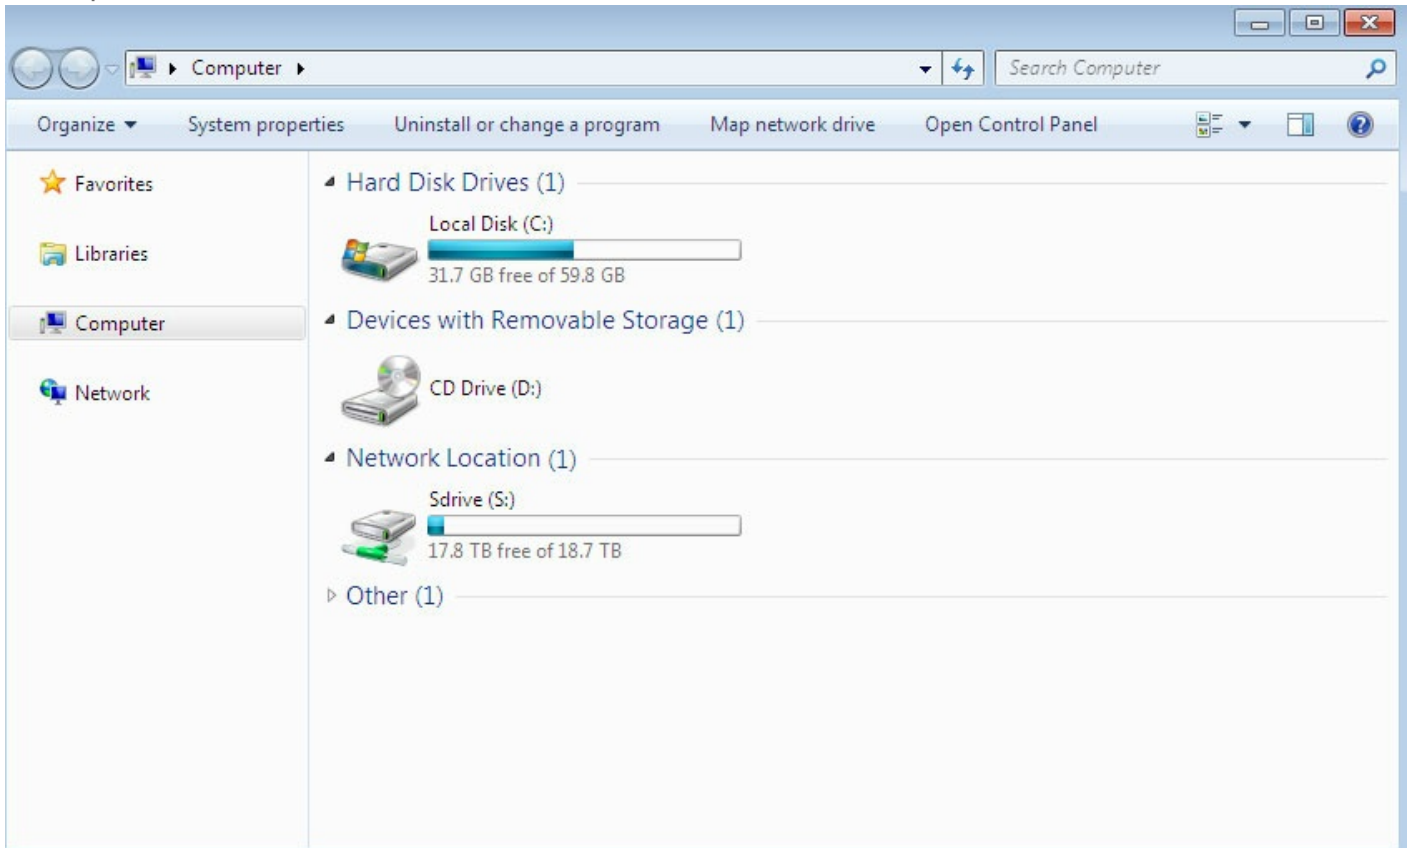 Computer
Search Computer
Organize
System properties
Uninstall or change a program
Map network drive
Open Control Panel
Favorites
Libraries
Computer
Network
Hard Disk Drives (1)
Local Disk (C:)
31.7 GB free of 59.8 GB
Devices with Removable Storage (1)
CD Drive (D:)
Network Location (1)
Sdrive (S:)
17.8 TB free of 18.7 TB
Other (1)